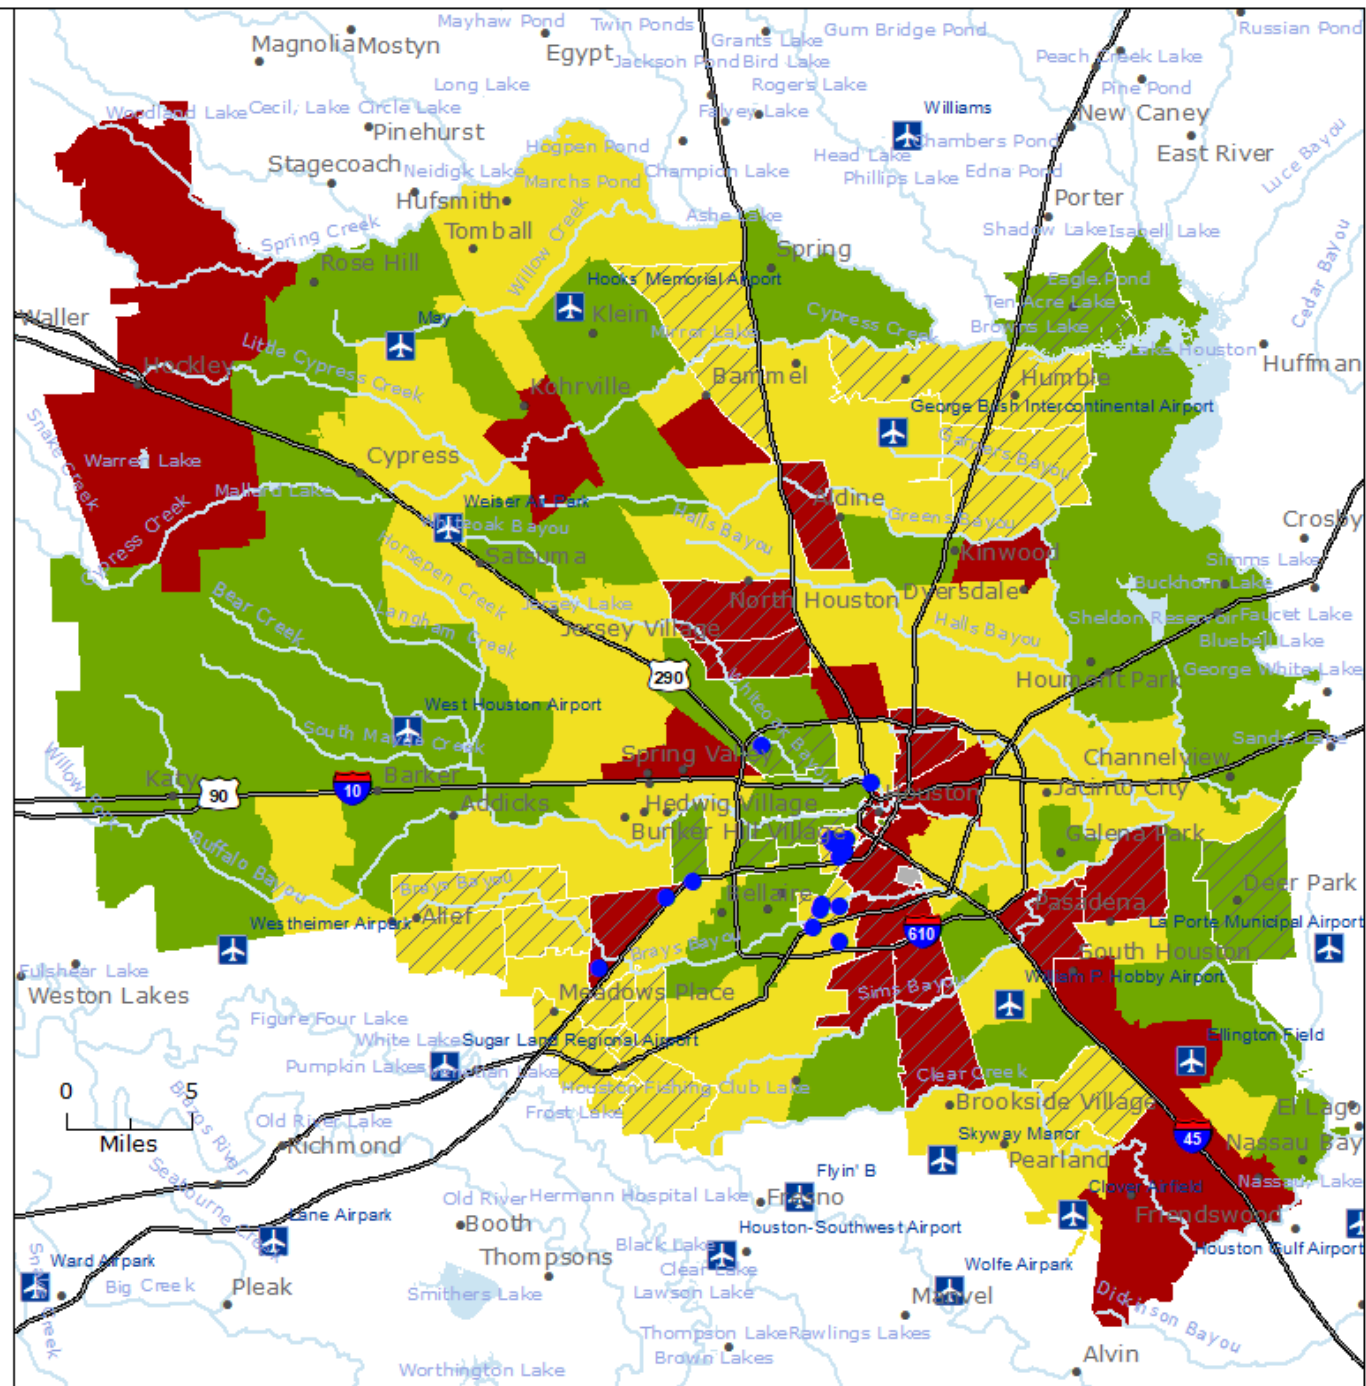 Mayhaw Pond
Twin Ponds
Gum Bridge Pond
Russian Pond
Magnolia
Mostyn
Egypt
Grants Lake
Jackson Pond
Bird Lake
Peach Creek Lake
Long Lake
Rogers Lake
Pine Pond
Woodland Lake
Cecil, Lake
Circle Lake
Falvey Lake
Williams
New Caney
Pinehurst
Hogpen Pond
Chambers Pond
East River
Luce Bayou
Stagecoach
Neidigk Lake
Marchs Pond
Champion Lake
Head Lake
Phillips Lake
Edna Pond
Hufsmith
Porter
Ashe Lake
Spring Creek
Tomball
Willow Creek
Shadow Lake
Isabell Lake
Cedar Bayou
Rose Hill
Spring
Hooks Memorial Airport
Eagle Pond
Ten Acre Lake
Waller
May
Klein
Mirror Lake
Cypress Creek
Browns Lake
Lake Houston
Huffman
Little Cypress Creek
Hockley
Kohrville
Bammel
Humble
George Bush Intercontinental Airport
Snake Creek
Warren Lake
Cypress
Garners Bayou
Mallard Lake
Weiser Air Park
Aldine
Cypress Creek
Whiteoak Bayou
Halls Bayou
Greens Bayou
Crosby
Horsepen Creek
Satsuma
Kinwood
Simms Lake
Buckhorn Lake
Bear Creek
Langham Creek
Jersey Lake
North Houston
Dyersdale
Sheldon Reservoir
Faucet Lake
Jersey Village
Halls Bayou
Bluebell Lake
290
Houmont Park
George White Lake
Whiteoak Bayou
West Houston Airport
South Mayde Creek
Spring Valley
Channelview
Willow Fork
Katy
90
10
Barker
Addicks
Hedwig Village
Houston
Jacinto City
Bunker Hill Village
Galena Park
Buffalo Bayou
Brays Bayou
Bellaire
Deer Park
Alief
Pasadena
Westheimer Airpark
610
La Porte Municipal Airport
Brays Bayou
South Houston
Fulshear Lake
William P. Hobby Airport
Weston Lakes
Meadows Place
Sims Bayou
Figure Four Lake
White Lake
Sugar Land Regional Airport
Ellington Field
Pumpkin Lakes
Clear Creek
0
5
Miles
Brazos River
Houston Fishing Club Lake
Old River Lake
Frost Lake
Brookside Village
El Lago
Richmond
Skyway Manor
45
Nassau Bay
Seabourne Creek
Flyin' B
Pearland
Old River
Hermann Hospital Lake
Fresno
Clover Airfield
Lane Airpark
Booth
Houston-Southwest Airport
Friendswood
Ward Airpark
Thompsons
Black Lake
Clear Lake
Wolfe Airpark
Houston Gulf Airport
Big Creek
Pleak
Smithers Lake
Lawson Lake
Manvel
Dickinson Bayou
Thompson Lake
Rawlings Lakes
Brown Lakes
Alvin
Worthington Lake